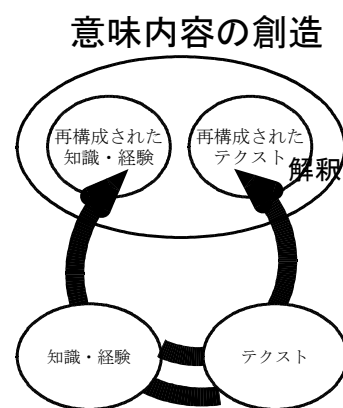 意味内容の創造
再構成された
知識・経験
再構成された
テクスト
解釈
知識・経験
テクスト